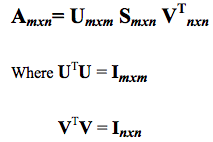 Amxn= Umxm Smxn VTnxn
Where UTU = Imxm
VTV = Inxn